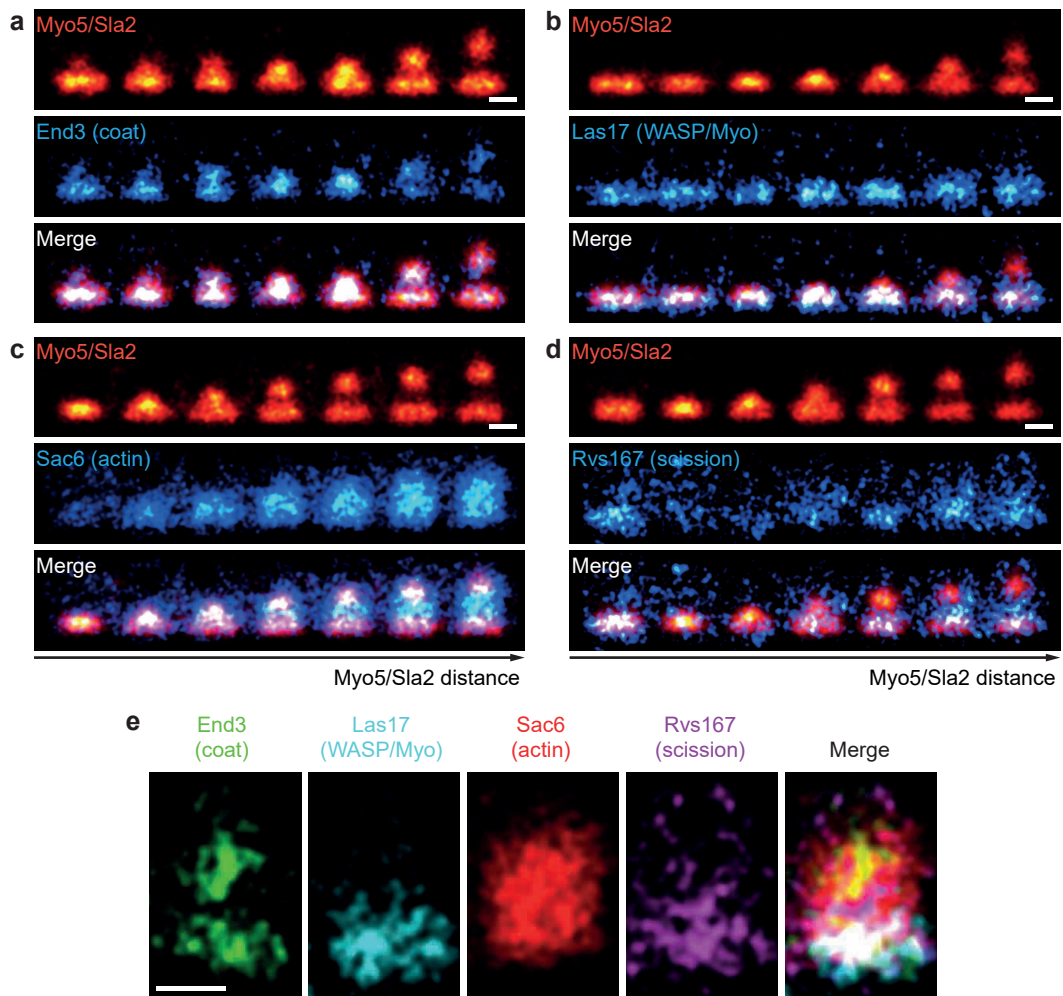 a
Myo5/Sla2
End3 (coat)
Merge
b
Myo5/Sla2
Las17 (WASP/Myo)
Merge
c
Myo5/Sla2
Sac6 (actin)
Merge
Myo5/Sla2 distance
d
Myo5/Sla2
Rvs167 (scission)
Merge
Myo5/Sla2 distance
e
End3
(coat)
Las17
(WASP/Myo)
Sac6
(actin)
Rvs167
(scission)
Merge